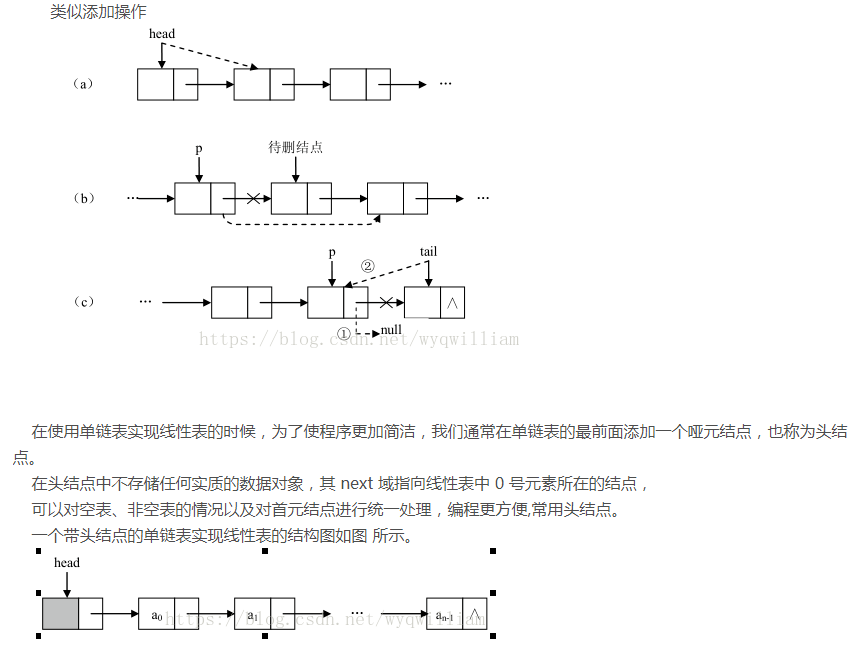 类似添加操作
head
（a）
…
p
待删结点
（b）
…
…
p
tail
②
（c）
…
∧
①
null
https://blog.csdn.net/wyqwilliam
在使用单链表实现线性表的时候，为了使程序更加简洁，我们通常在单链表的最前面添加一个哑元结点，也称为头结
点。
在头结点中不存储任何实质的数据对象，其 next 域指向线性表中 0 号元素所在的结点，
可以对空表、非空表的情况以及对首元结点进行统一处理，编程更方便,常用头结点。
一个带头结点的单链表实现线性表的结构图如图 所示。
head
a0
a1
…
an-1
∧
https://blog.csdn.net/wyqwilliam